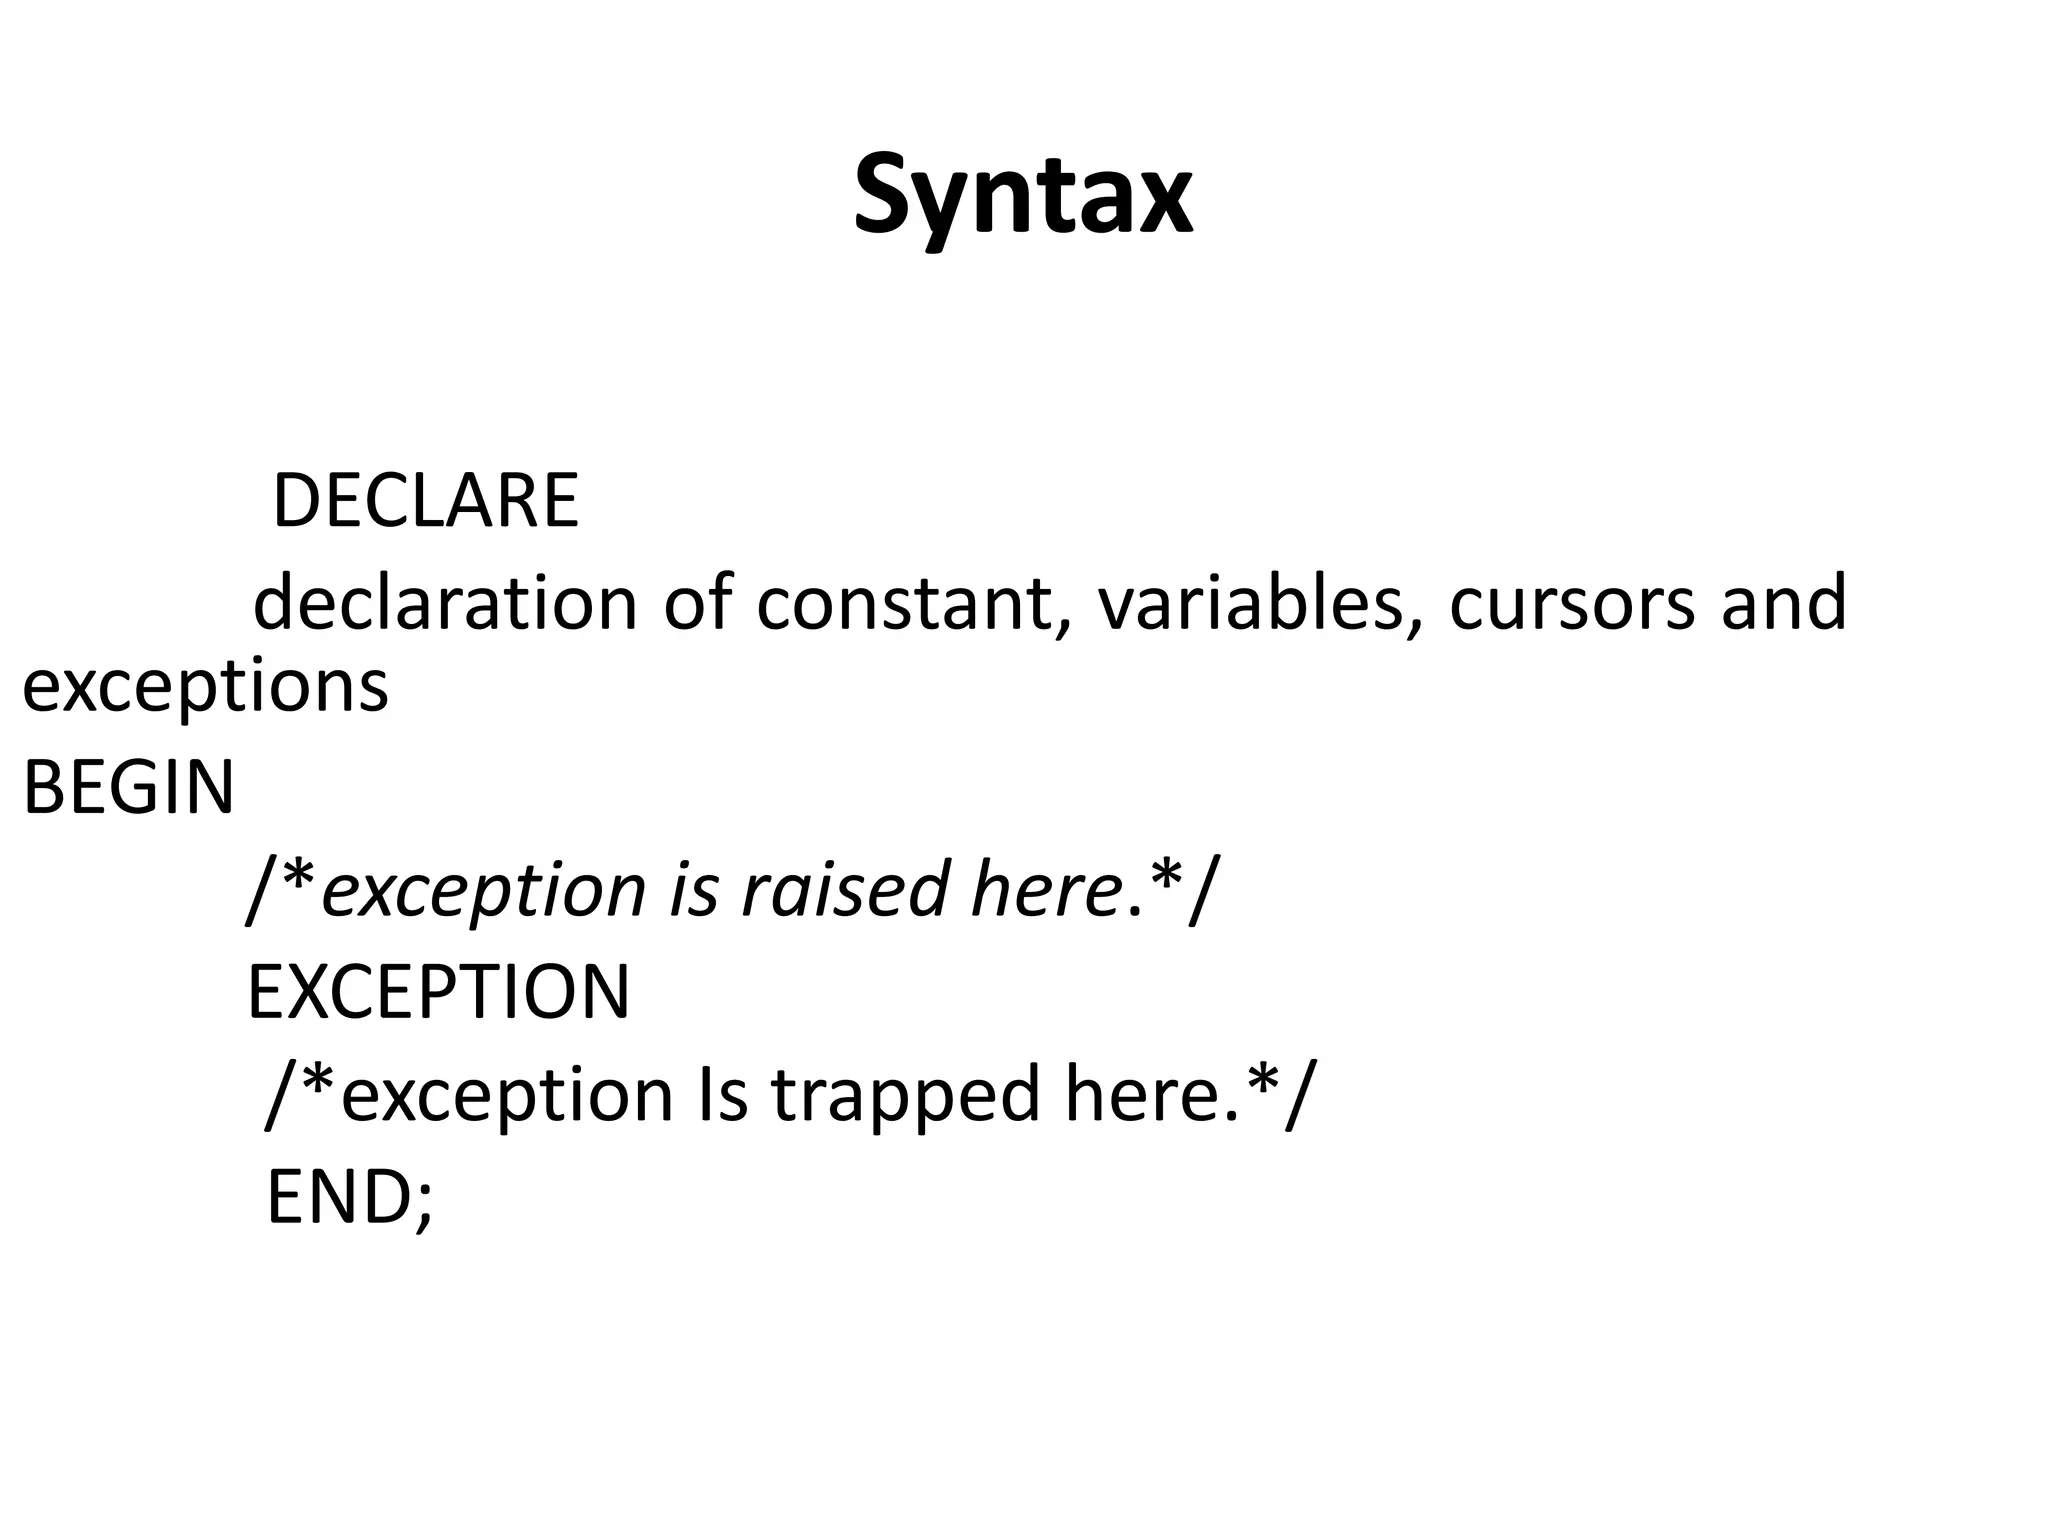 Syntax
DECLARE
declaration of constant, variables, cursors and
exceptions
BEGIN
/*exception is raised here.*/
EXCEPTION
/*exception Is trapped here.*/
END;